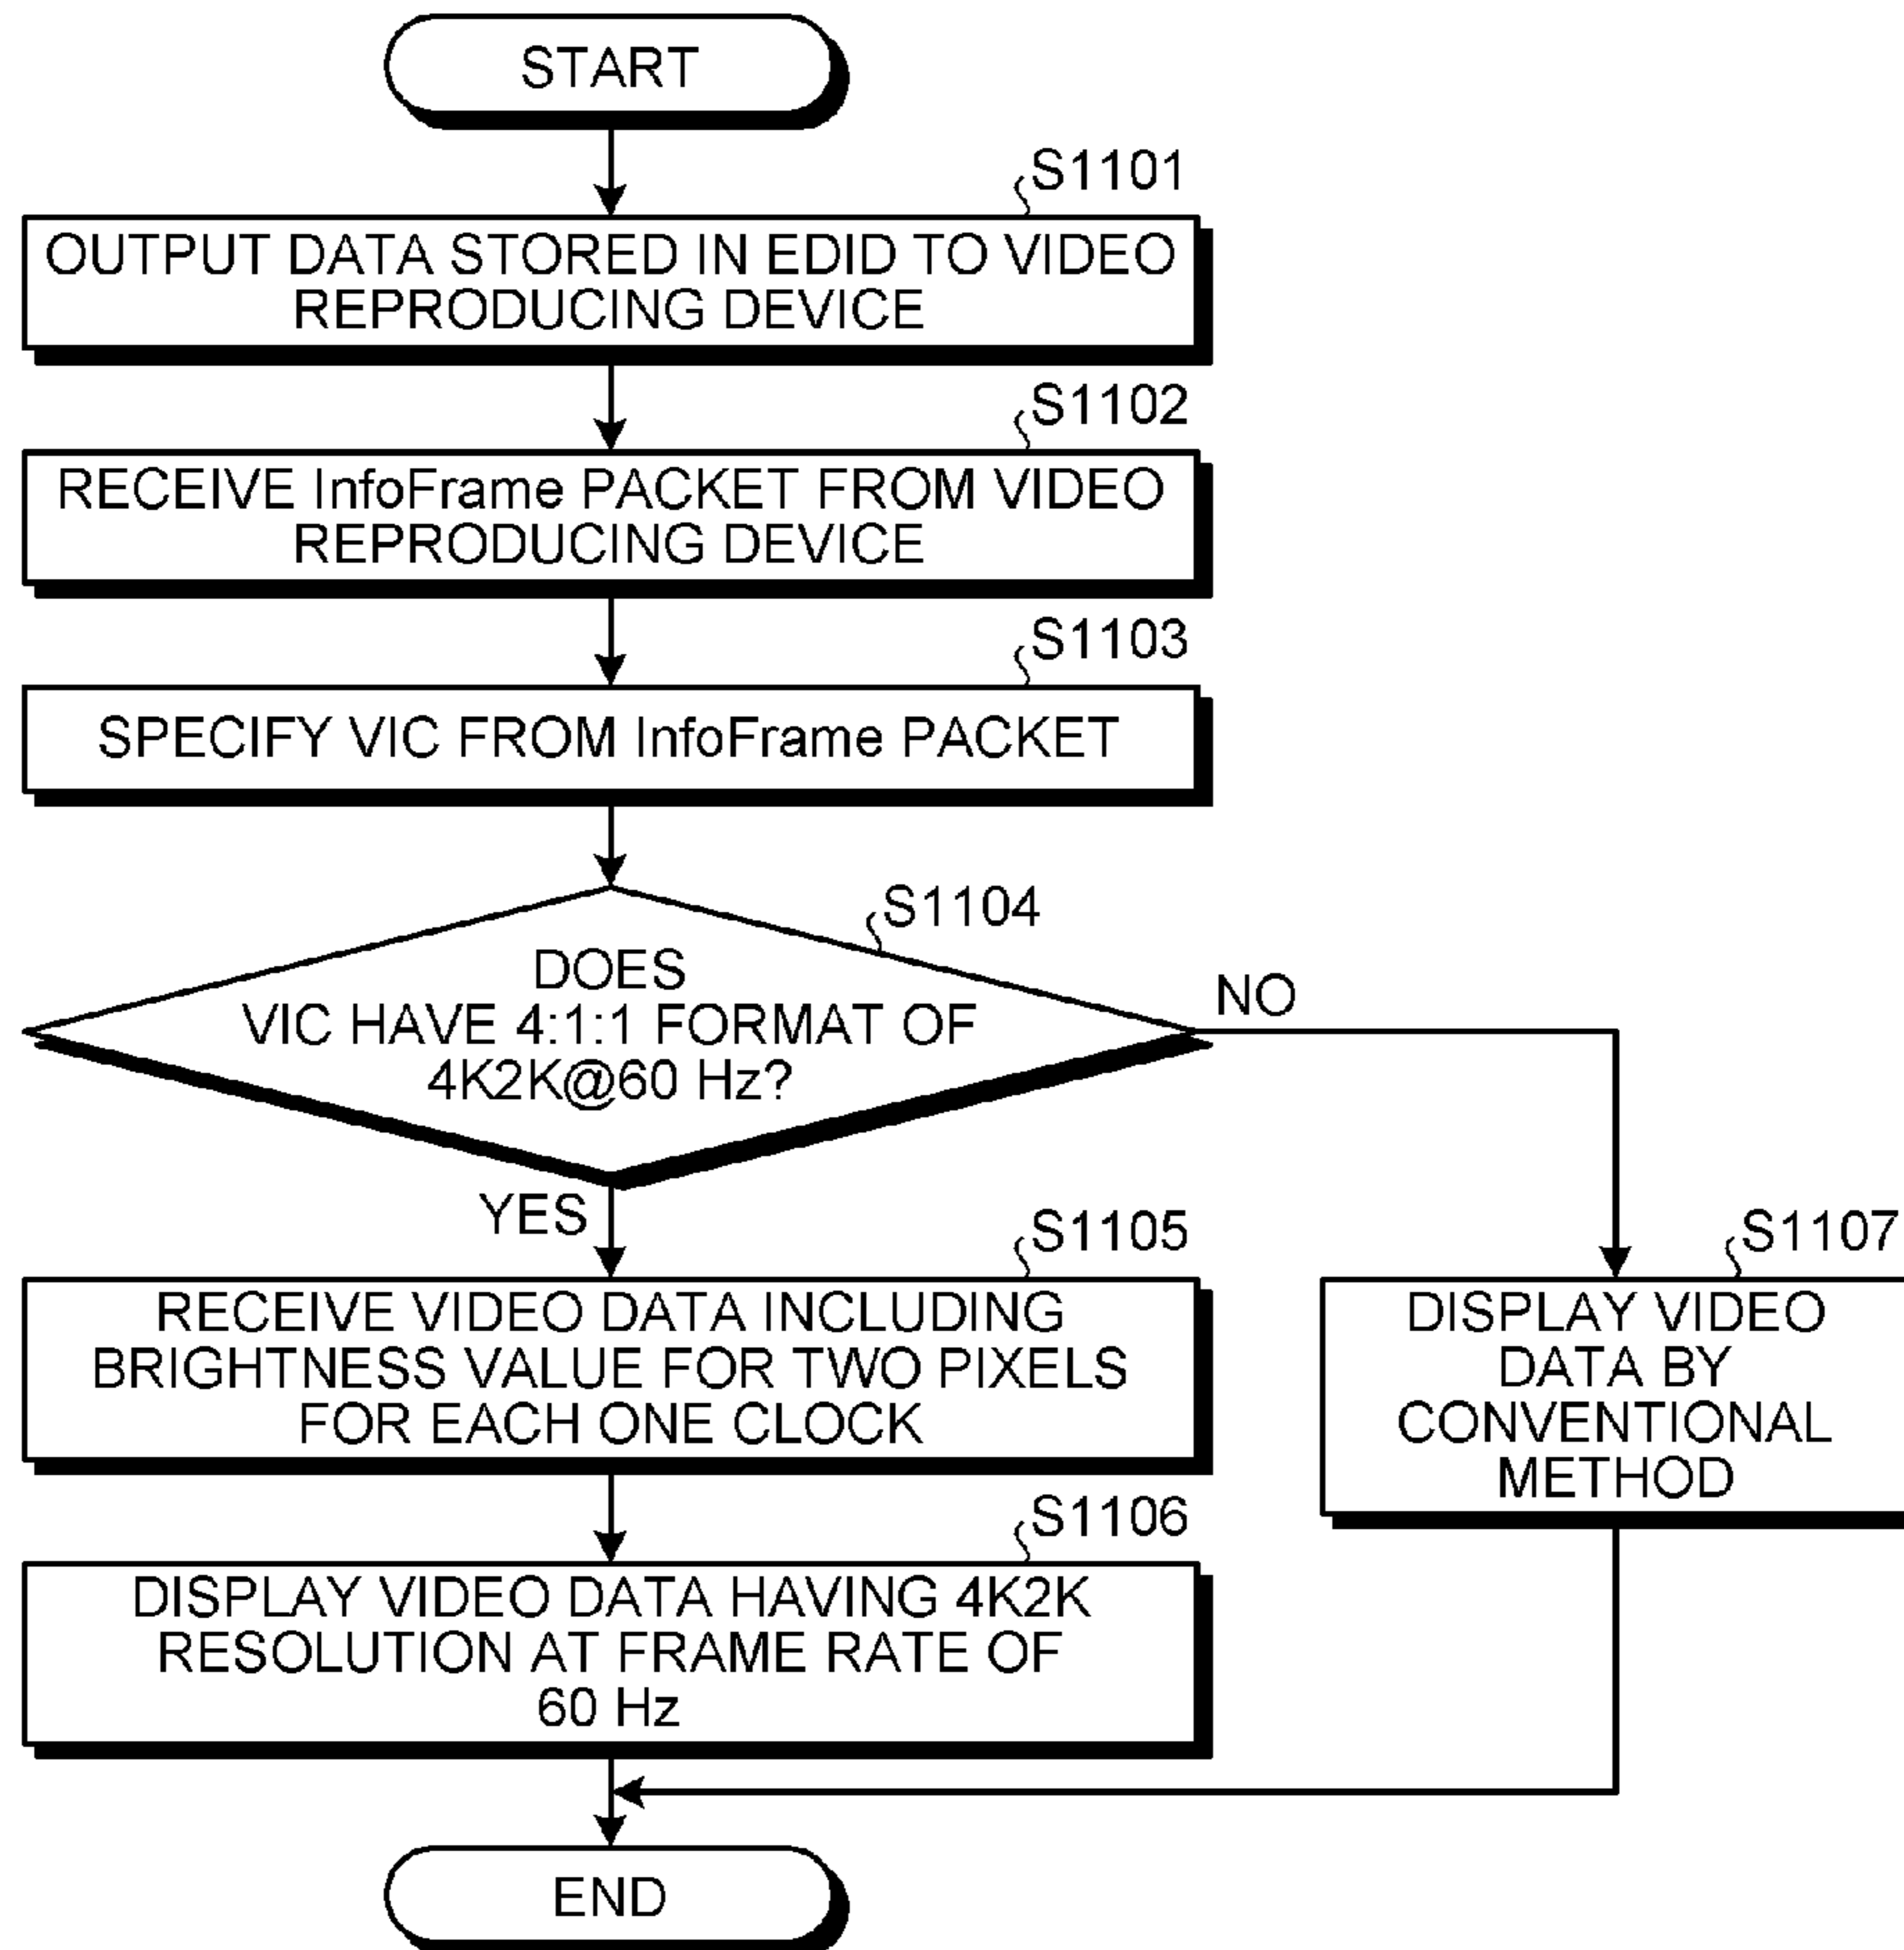 START
S1101
OUTPUT DATA STORED IN EDID TO VIDEO
REPRODUCING DEVICE
S1102
RECEIVE InfoFrame PACKET FROM VIDEO
REPRODUCING DEVICE
S1103
SPECIFY VIC FROM InfoFrame PACKET
S1104
DOES
VIC HAVE 4:1:1 FORMAT OF
4K2K@60 Hz?
NO
YES
S1105
RECEIVE VIDEO DATA INCLUDING
BRIGHTNESS VALUE FOR TWO PIXELS
FOR EACH ONE CLOCK
S1107
DISPLAY VIDEO
DATA BY
CONVENTIONAL
METHOD
S1106
DISPLAY VIDEO DATA HAVING 4K2K
RESOLUTION AT FRAME RATE OF
60 Hz
END